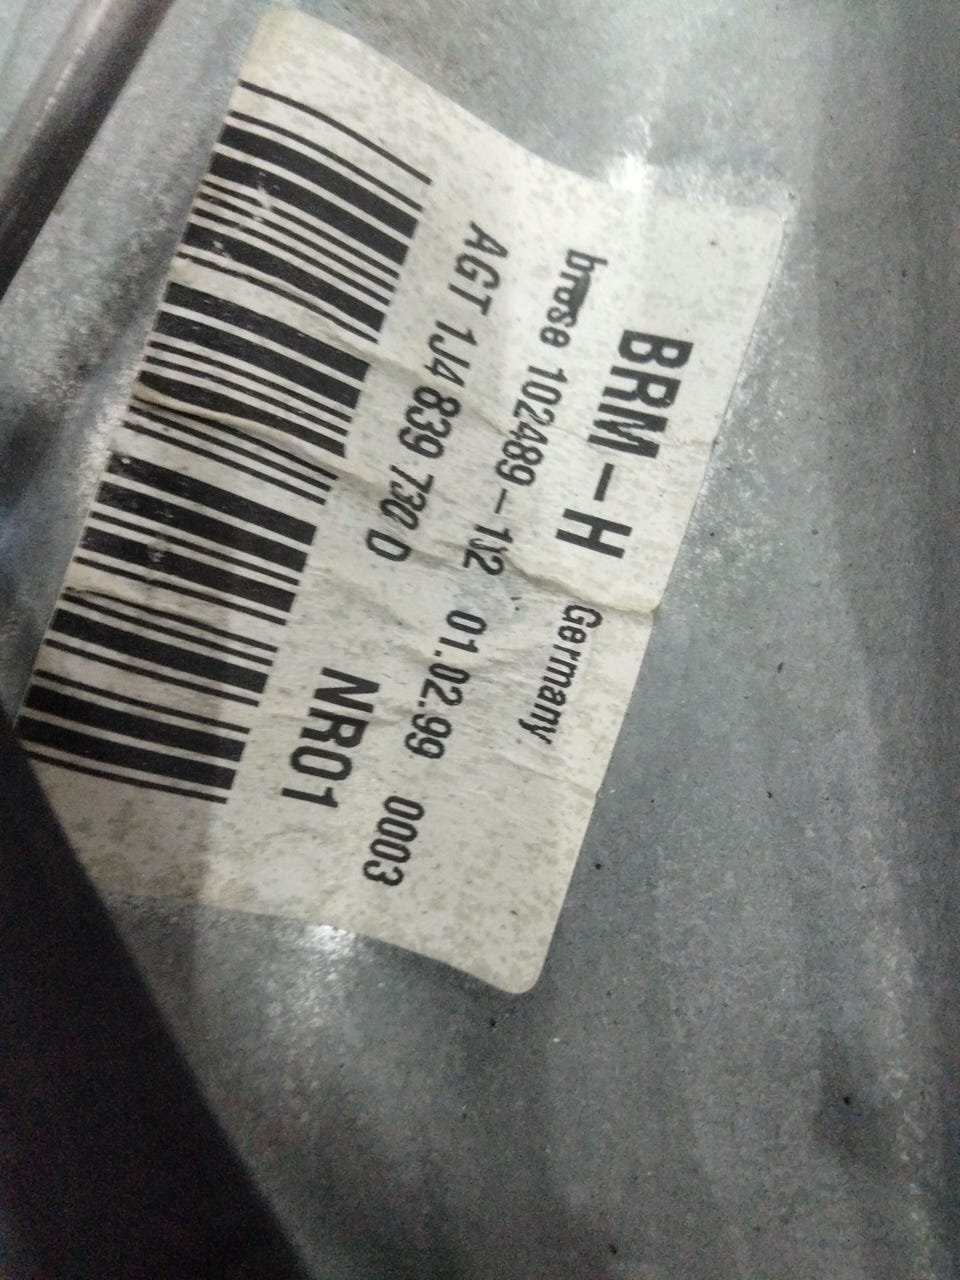 BRM-H
Germany
brose 102489-102 01.02.99 0003
AGT 1J4 839 730 D
NR01